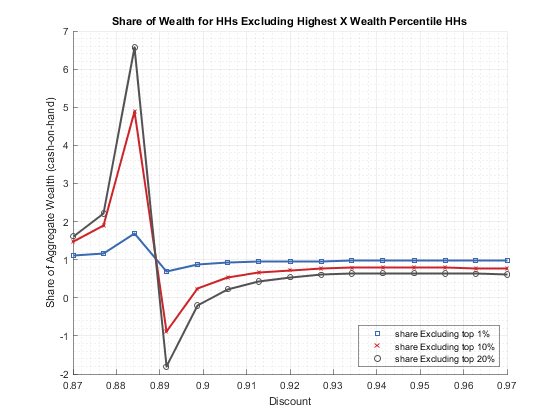 Share of Wealth for HHs Excluding Highest X Wealth Percentile HHs
7
6
5
4
3
2
1
0
-1
-2
Share of Aggregate Wealth (cash-on-hand)
0.87 0.88 0.89 0.9 0.91 0.92 0.93 0.94 0.95 0.96 0.97
Discount
share Excluding top 1%
share Excluding top 10%
share Excluding top 20%